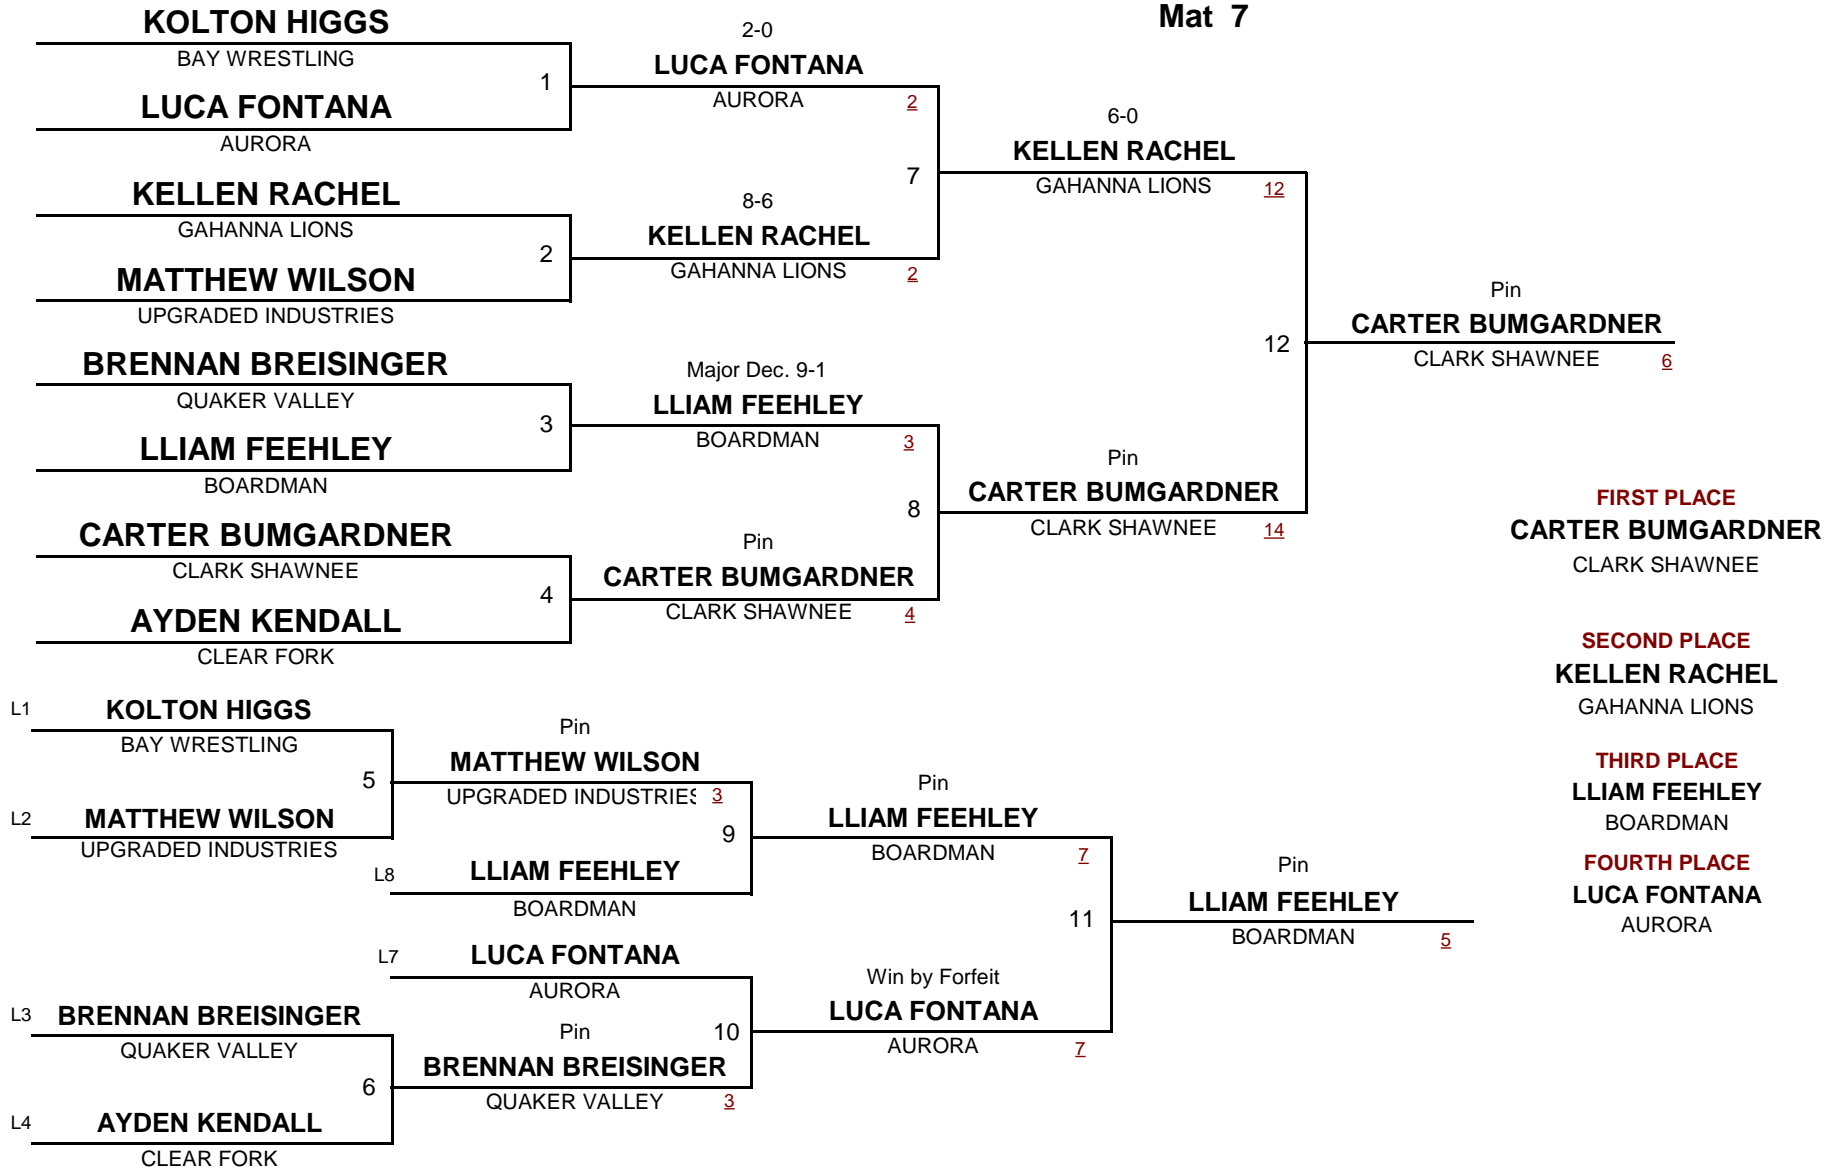 Mat 7
KOLTON HIGGS
BAY WRESTLING
1
LUCA FONTANA
AURORA
KELLEN RACHEL
GAHANNA LIONS
2
MATTHEW WILSON
UPGRADED INDUSTRIES
BRENNAN BREISINGER
QUAKER VALLEY
3
LLIAM FEEHLEY
BOARDMAN
CARTER BUMGARDNER
CLARK SHAWNEE
4
AYDEN KENDALL
CLEAR FORK
2-0
LUCA FONTANA
AURORA 2
7
8-6
KELLEN RACHEL
GAHANNA LIONS 2
Major Dec. 9-1
LLIAM FEEHLEY
BOARDMAN 3
8
Pin
CARTER BUMGARDNER
CLARK SHAWNEE 4
6-0
KELLEN RACHEL
GAHANNA LIONS 12
12
Pin
CARTER BUMGARDNER
CLARK SHAWNEE 14
Pin
CARTER BUMGARDNER
CLARK SHAWNEE 6
FIRST PLACE
CARTER BUMGARDNER
CLARK SHAWNEE
SECOND PLACE
KELLEN RACHEL
GAHANNA LIONS
THIRD PLACE
LLIAM FEEHLEY
BOARDMAN
FOURTH PLACE
LUCA FONTANA
AURORA
L1 KOLTON HIGGS
BAY WRESTLING
5
L2 MATTHEW WILSON
UPGRADED INDUSTRIES
Pin
MATTHEW WILSON
UPGRADED INDUSTRIES 3
9
L8 LLIAM FEEHLEY
BOARDMAN
L7 LUCA FONTANA
AURORA
L3 BRENNAN BREISINGER
QUAKER VALLEY
6
L4 AYDEN KENDALL
CLEAR FORK
Pin
10
BRENNAN BREISINGER
QUAKER VALLEY 3
Pin
LLIAM FEEHLEY
BOARDMAN 7
11
Win by Forfeit
LUCA FONTANA
AURORA 7
Pin
LLIAM FEEHLEY
BOARDMAN 5